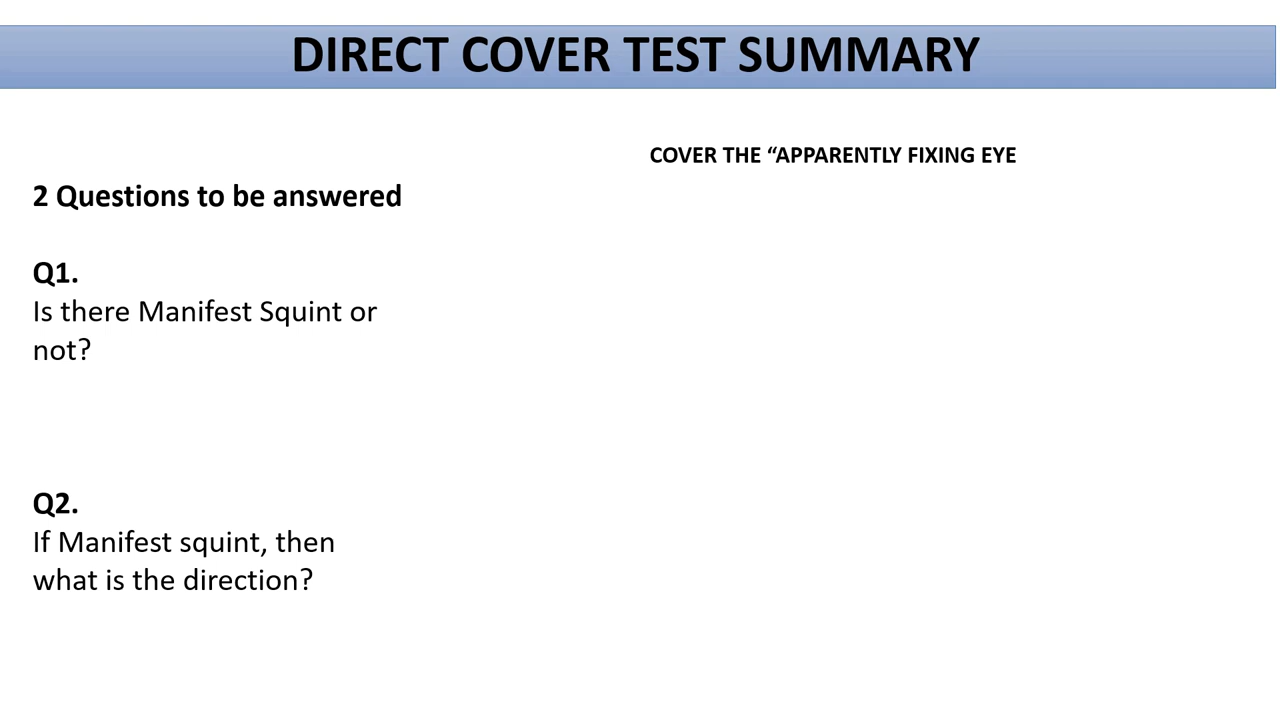 DIRECT COVER TEST SUMMARY
COVER THE “APPARENTLY FIXING EYE
2 Questions to be answered
Q1.
Is there Manifest Squint or
not?
Q2.
If Manifest squint, then
what is the direction?